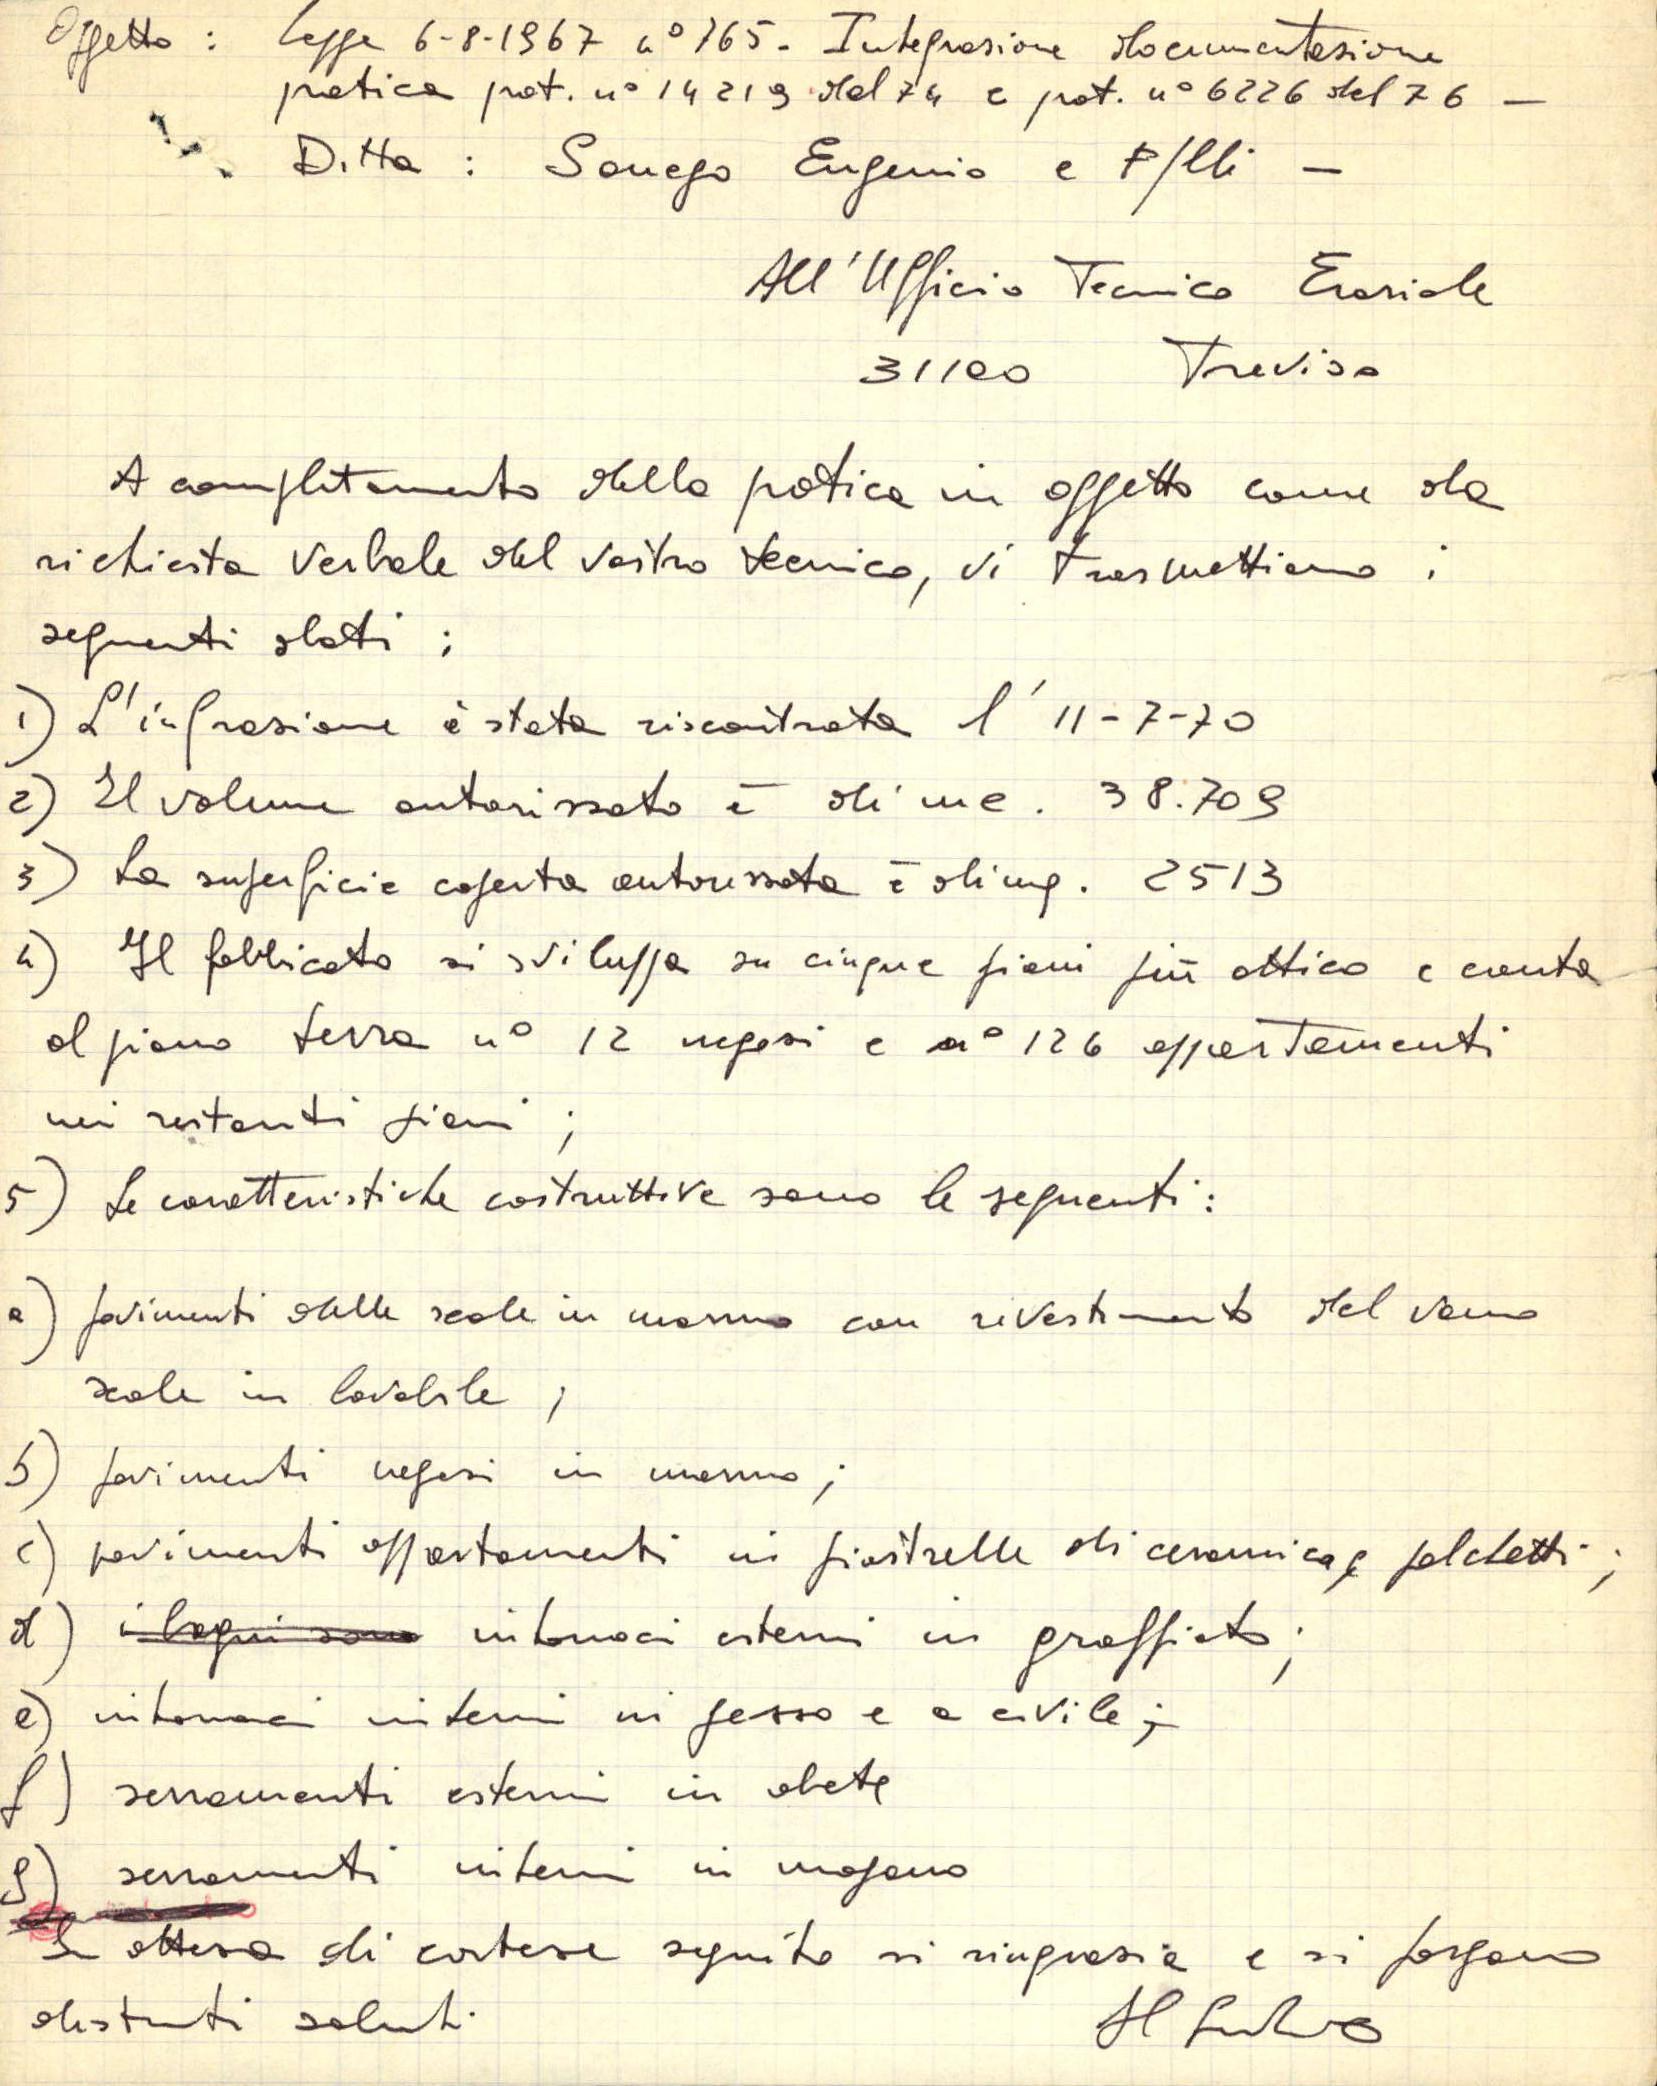 Oggetto : Legge 6-8-1967 n° 765 - Integrazione documentazione
pratica prot. n° 14219 del 74 e prot. n° 6226 del 76 -
Ditta : Sonego Eugenio e F/lli -
All'Ufficio Tecnico Erariale
31100 Treviso
A completamento della pratica in oggetto come da
richiesta verbale del vostro tecnico, vi trasmettiamo i
seguenti dati ;
1) L'infrazione è stata riscontrata l' 11-7-70
2) Il volume autorizzato è di mc. 38.709
3) La superficie coperta autorizzata è di mq. 2513
4) Il fabbricato si sviluppa su cinque piani più attico e conta
al piano terra n° 12 negozi e n° 126 appartamenti
nei restanti piani ;
5) Le caratteristiche costruttive sono le seguenti :
a) pavimenti delle scale in marmo con rivestimento del vano
scale in lavabile ;
b) pavimenti negozi in marmo ;
c) pavimenti appartamenti in piastrelle di ceramica e palchetti ;
d) i bagni sono intonaci esterni in graffiato ;
e) intonaci interni in gesso e a civile ;
f) serramenti esterni in abete
g) serramenti interni in mogano
In attesa di cortese seguito si ringrazia e si porgono
distinti saluti.